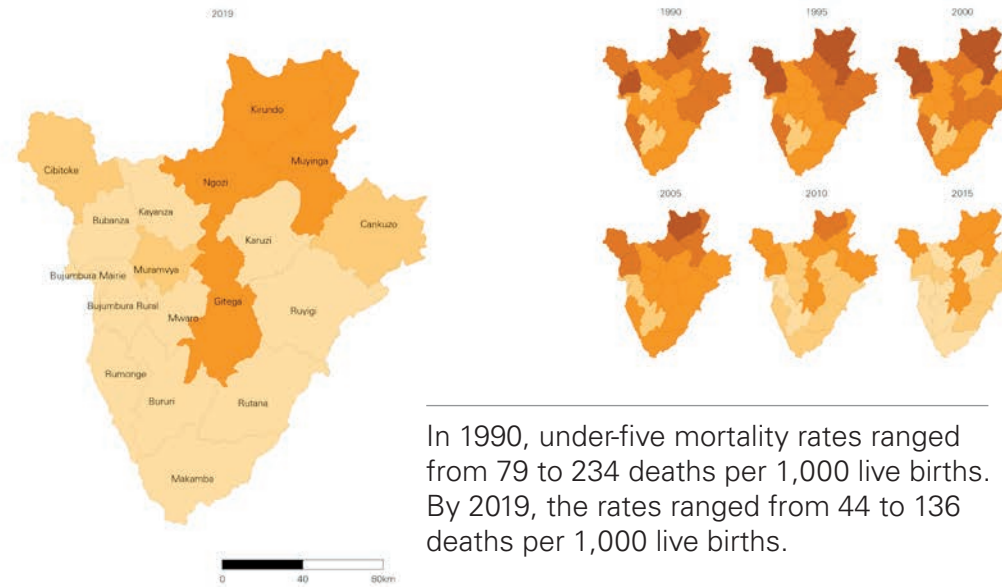 2019
1990
1995
2000
Kirundo
Muyinga
Ngozi
Cibitoke
Kayanza
Bubanza
Cankuzo
Karuzi
2005
2010
2015
Muramvya
Bujumbura Mairie
Bujumbura Rural
Gitega
Ruyigi
Mwaro
Rumonge
Bururi
Rutana
Makamba
In 1990, under-five mortality rates ranged
from 79 to 234 deaths per 1,000 live births.
By 2019, the rates ranged from 44 to 136
deaths per 1,000 live births.
0 40 80km